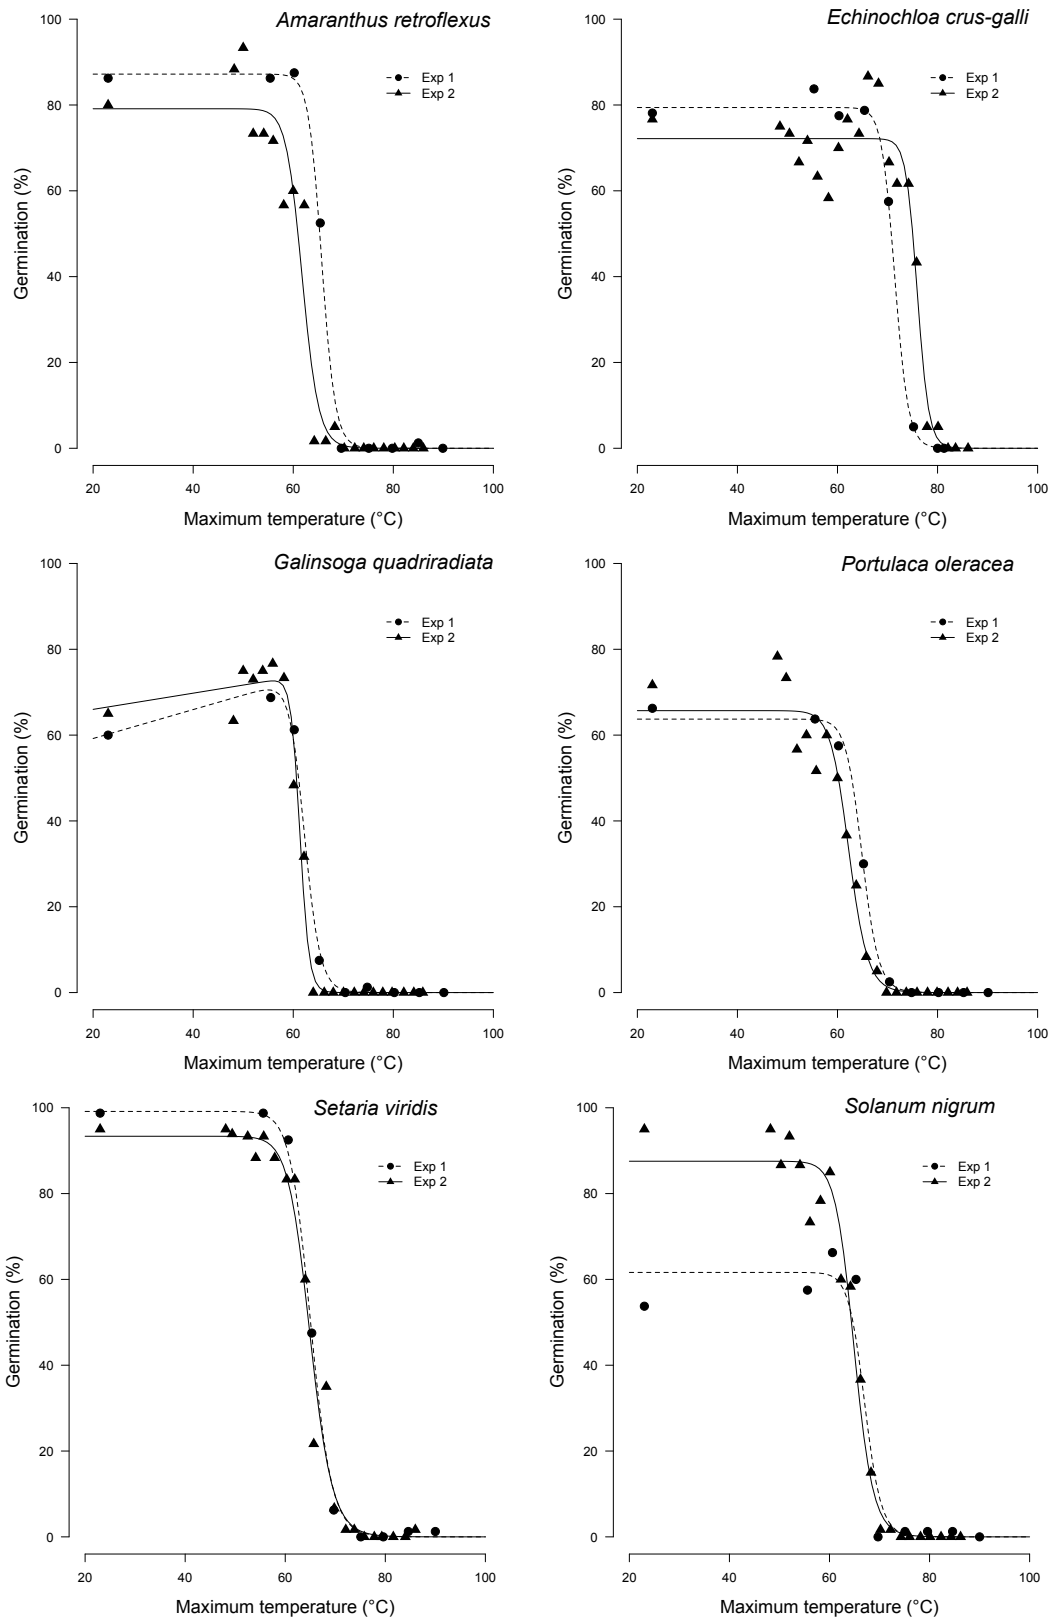 Amaranthus retroflexus
100
80
60
40
20
0
Germination (%)
Exp 1
Exp 2
20 40 60 80 100
Maximum temperature (°C)
Echinochloa crus-galli
100
80
60
40
20
0
Germination (%)
Exp 1
Exp 2
20 40 60 80 100
Maximum temperature (°C)
Galinsoga quadriradiata
100
80
60
40
20
0
Germination (%)
Exp 1
Exp 2
20 40 60 80 100
Maximum temperature (°C)
Portulaca oleracea
100
80
60
40
20
0
Germination (%)
Exp 1
Exp 2
20 40 60 80 100
Maximum temperature (°C)
Setaria viridis
100
80
60
40
20
0
Germination (%)
Exp 1
Exp 2
20 40 60 80 100
Maximum temperature (°C)
Solanum nigrum
100
80
60
40
20
0
Germination (%)
Exp 1
Exp 2
20 40 60 80 100
Maximum temperature (°C)